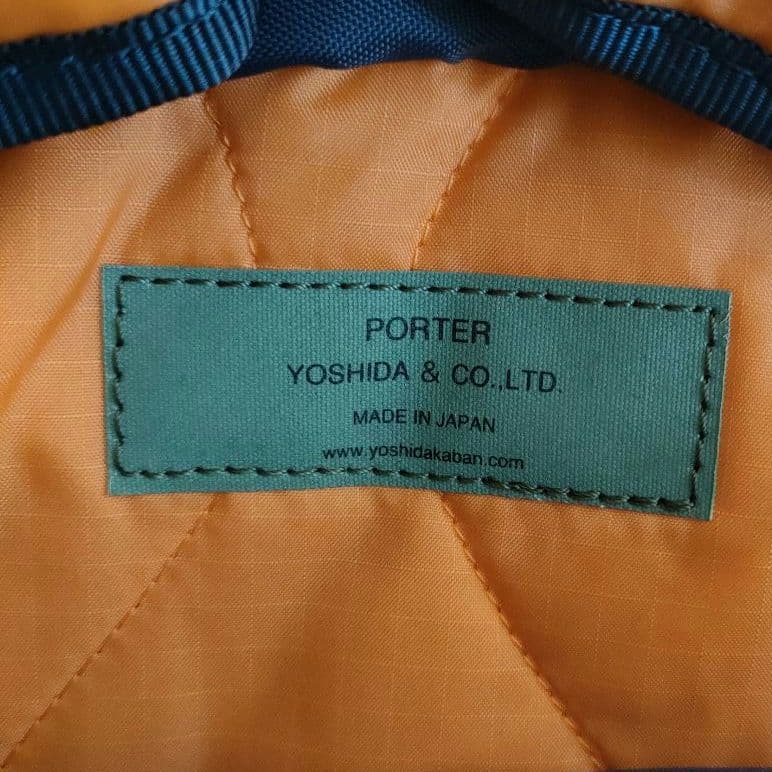 PORTER
YOSHIDA & CO.,LTD.
MADE IN JAPAN
www.yoshidakaban.com